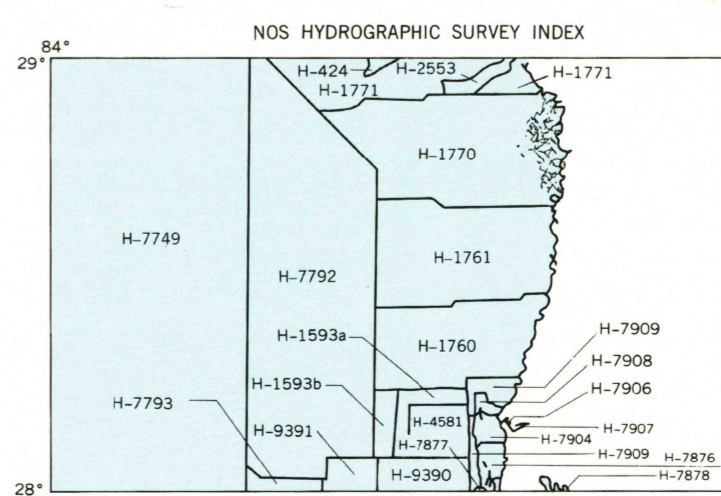 NOS HYDROGRAPHIC SURVEY INDEX
84°
29°
H-424
H-2553
H-1771
H-1771
H-1770
H-7749
H-1761
H-7792
H-1593a
H-1760
H-7909
H-7908
H-1593b
H-7906
H-7793
H-4581
H-7907
H-9391
H-7904
H-7877
H-7909
H-7876
H-9390
H-7878
28°